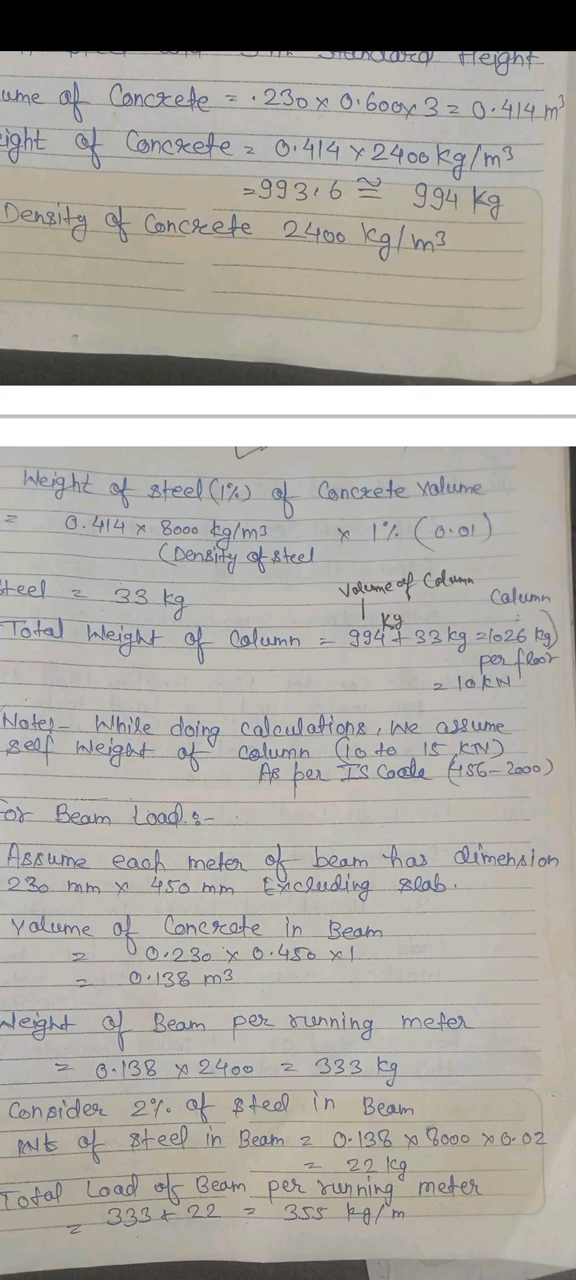 Standard Height
ume of Concrete = .230 x 0.600 x 3 = 0.414 m³
eight of Concrete = 0.414 x 2400 kg/m³
= 993.6 ≅ 994 kg
Density of Concrete 2400 kg/m³
Weight of steel (1%) of Concrete Volume
= 0.414 x 8000 kg/m3 x 1% (0.01)
(Density of steel
steel = 33 kg
Volume of Column
Column
Total Weight of Column = 994 kg + 33 kg = 1026 kg)
per floor
= 10 KN
Note:- While doing calculations, We assume
self Weight of column (10 to 15 KN)
As per IS Code (456-2000)
For Beam Load:-
Assume each meter of beam has dimension
230 mm x 450 mm Excluding slab.
Volume of Concrete in Beam
= 0.230 x 0.450 x 1
= 0.138 m3
Weight of Beam per running meter
= 0.138 x 2400 = 333 kg
Consider 2% of steel in Beam
Wt of steel in Beam = 0.138 x 8000 x 0.02
= 22 kg
Total Load of Beam per running meter
= 333 + 22 = 355 kg/m